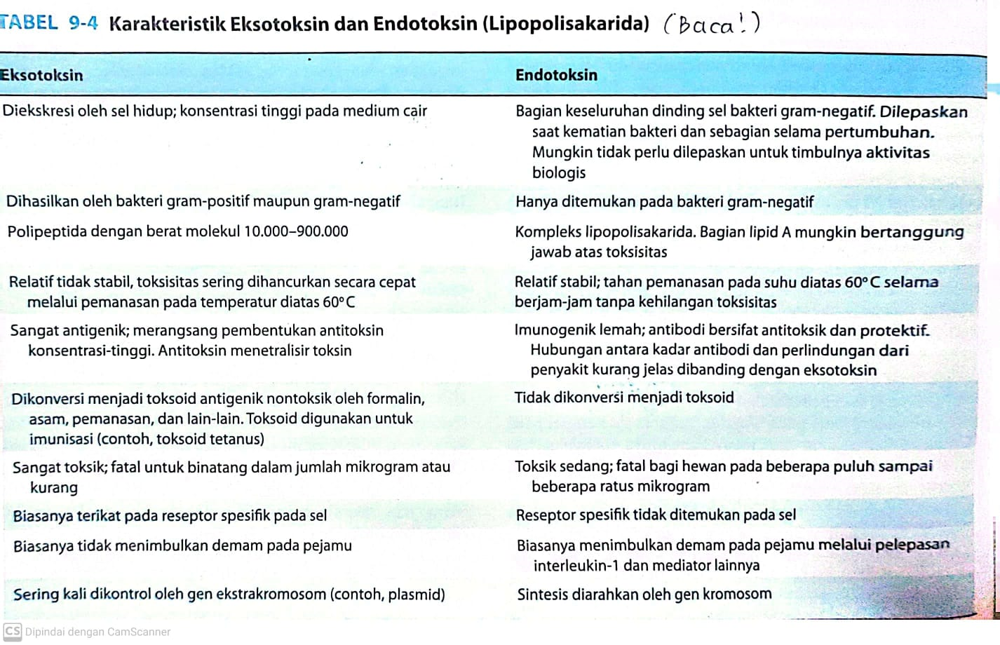 TABEL 9-4 Karakteristik Eksotoksin dan Endotoksin (Lipopolisakarida) (Baca!)
Eksotoksin
Endotoksin
Diekskresi oleh sel hidup; konsentrasi tinggi pada medium cair
Bagian keseluruhan dinding sel bakteri gram-negatif. Dilepaskan
saat kematian bakteri dan sebagian selama pertumbuhan.
Mungkin tidak perlu dilepaskan untuk timbulnya aktivitas
biologis
Dihasilkan oleh bakteri gram-positif maupun gram-negatif
Hanya ditemukan pada bakteri gram-negatif
Polipeptida dengan berat molekul 10.000–900.000
Kompleks lipopolisakarida. Bagian lipid A mungkin bertanggung
jawab atas toksisitas
Relatif tidak stabil, toksisitas sering dihancurkan secara cepat
melalui pemanasan pada temperatur diatas 60°C
Relatif stabil; tahan pemanasan pada suhu diatas 60°C selama
berjam-jam tanpa kehilangan toksisitas
Sangat antigenik; merangsang pembentukan antitoksin
konsentrasi-tinggi. Antitoksin menetralisir toksin
Imunogenik lemah; antibodi bersifat antitoksik dan protektif.
Hubungan antara kadar antibodi dan perlindungan dari
penyakit kurang jelas dibanding dengan eksotoksin
Dikonversi menjadi toksoid antigenik nontoksik oleh formalin,
asam, pemanasan, dan lain-lain. Toksoid digunakan untuk
imunisasi (contoh, toksoid tetanus)
Tidak dikonversi menjadi toksoid
Sangat toksik; fatal untuk binatang dalam jumlah mikrogram atau
kurang
Toksik sedang; fatal bagi hewan pada beberapa puluh sampai
beberapa ratus mikrogram
Biasanya terikat pada reseptor spesifik pada sel
Reseptor spesifik tidak ditemukan pada sel
Biasanya tidak menimbulkan demam pada pejamu
Biasanya menimbulkan demam pada pejamu melalui pelepasan
interleukin-1 dan mediator lainnya
Sering kali dikontrol oleh gen ekstrakromosom (contoh, plasmid)
Sintesis diarahkan oleh gen kromosom
CS Dipindai dengan CamScanner